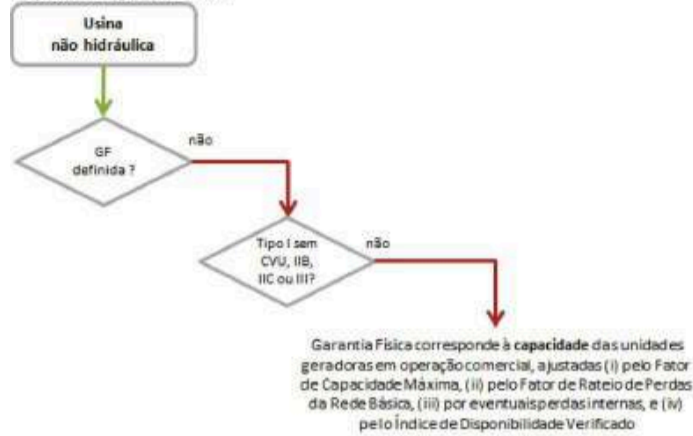 Usina
não hidráulica
GF
definida ?
não
Tipo I sem
CVU, IIB,
IIC ou III?
não
Garantia Física corresponde à capacidade das unidades
geradoras em operação comercial, ajustadas (i) pelo Fator
de Capacidade Máxima, (ii) pelo Fator de Rateio de Perdas
da Rede Básica, (iii) por eventuais perdas internas, e (iv)
pelo Índice de Disponibilidade Verificado